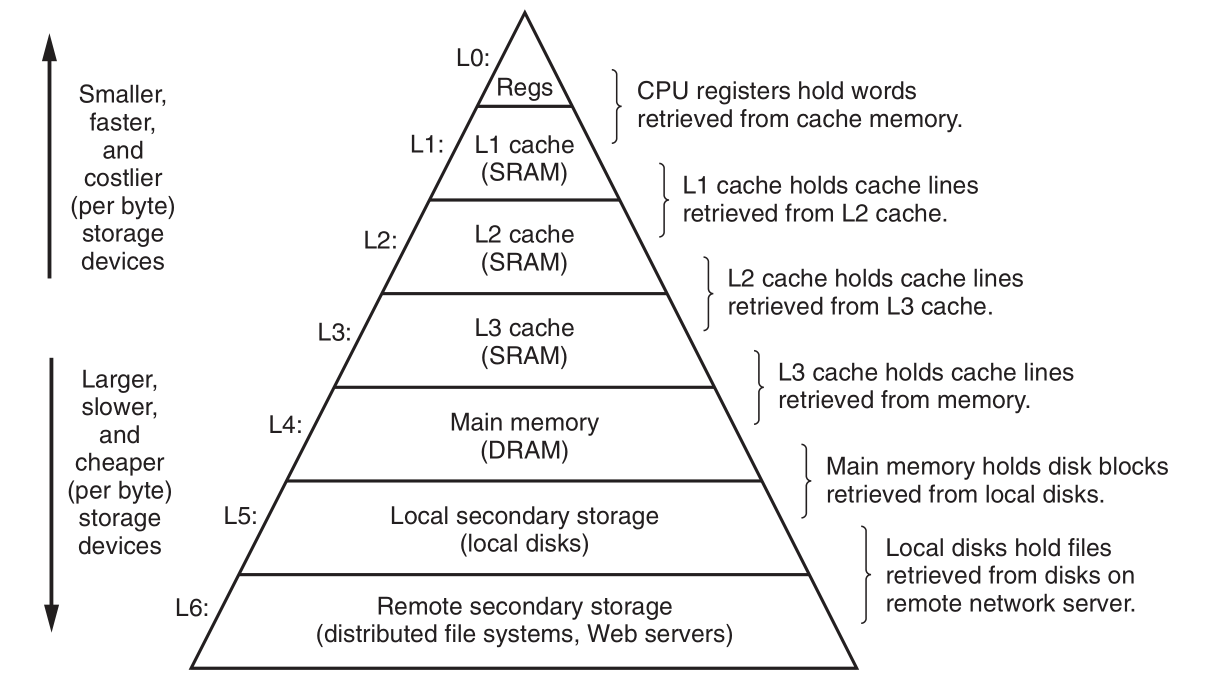 Smaller,
faster,
and
costlier
(per byte)
storage
devices
Larger,
slower,
and
cheaper
(per byte)
storage
devices
L0:
Regs
CPU registers hold words
retrieved from cache memory.
L1:
L1 cache
(SRAM)
L1 cache holds cache lines
retrieved from L2 cache.
L2:
L2 cache
(SRAM)
L2 cache holds cache lines
retrieved from L3 cache.
L3:
L3 cache
(SRAM)
L3 cache holds cache lines
retrieved from memory.
L4:
Main memory
(DRAM)
Main memory holds disk blocks
retrieved from local disks.
L5:
Local secondary storage
(local disks)
Local disks hold files
retrieved from disks on
remote network server.
L6:
Remote secondary storage
(distributed file systems, Web servers)